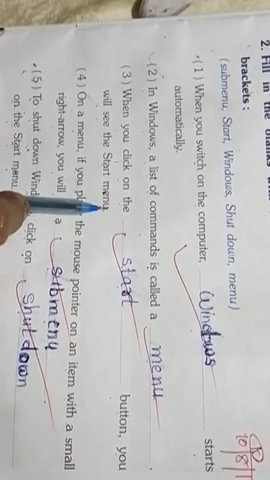 2. Fill in the
brackets :
(submenu, Start, Windows, Shut down, menu)
(1) When you switch on the computer, Windows starts
automatically.
(2) In Windows, a list of commands is called a menu.
(3) When you click on the start button, you
will see the Start menu.
(4) On a menu, if you the mouse pointer on an item with a small
right-arrow, you will a submenu
(5) To shut down click on Shut down
on the Start menu.
10/8/11